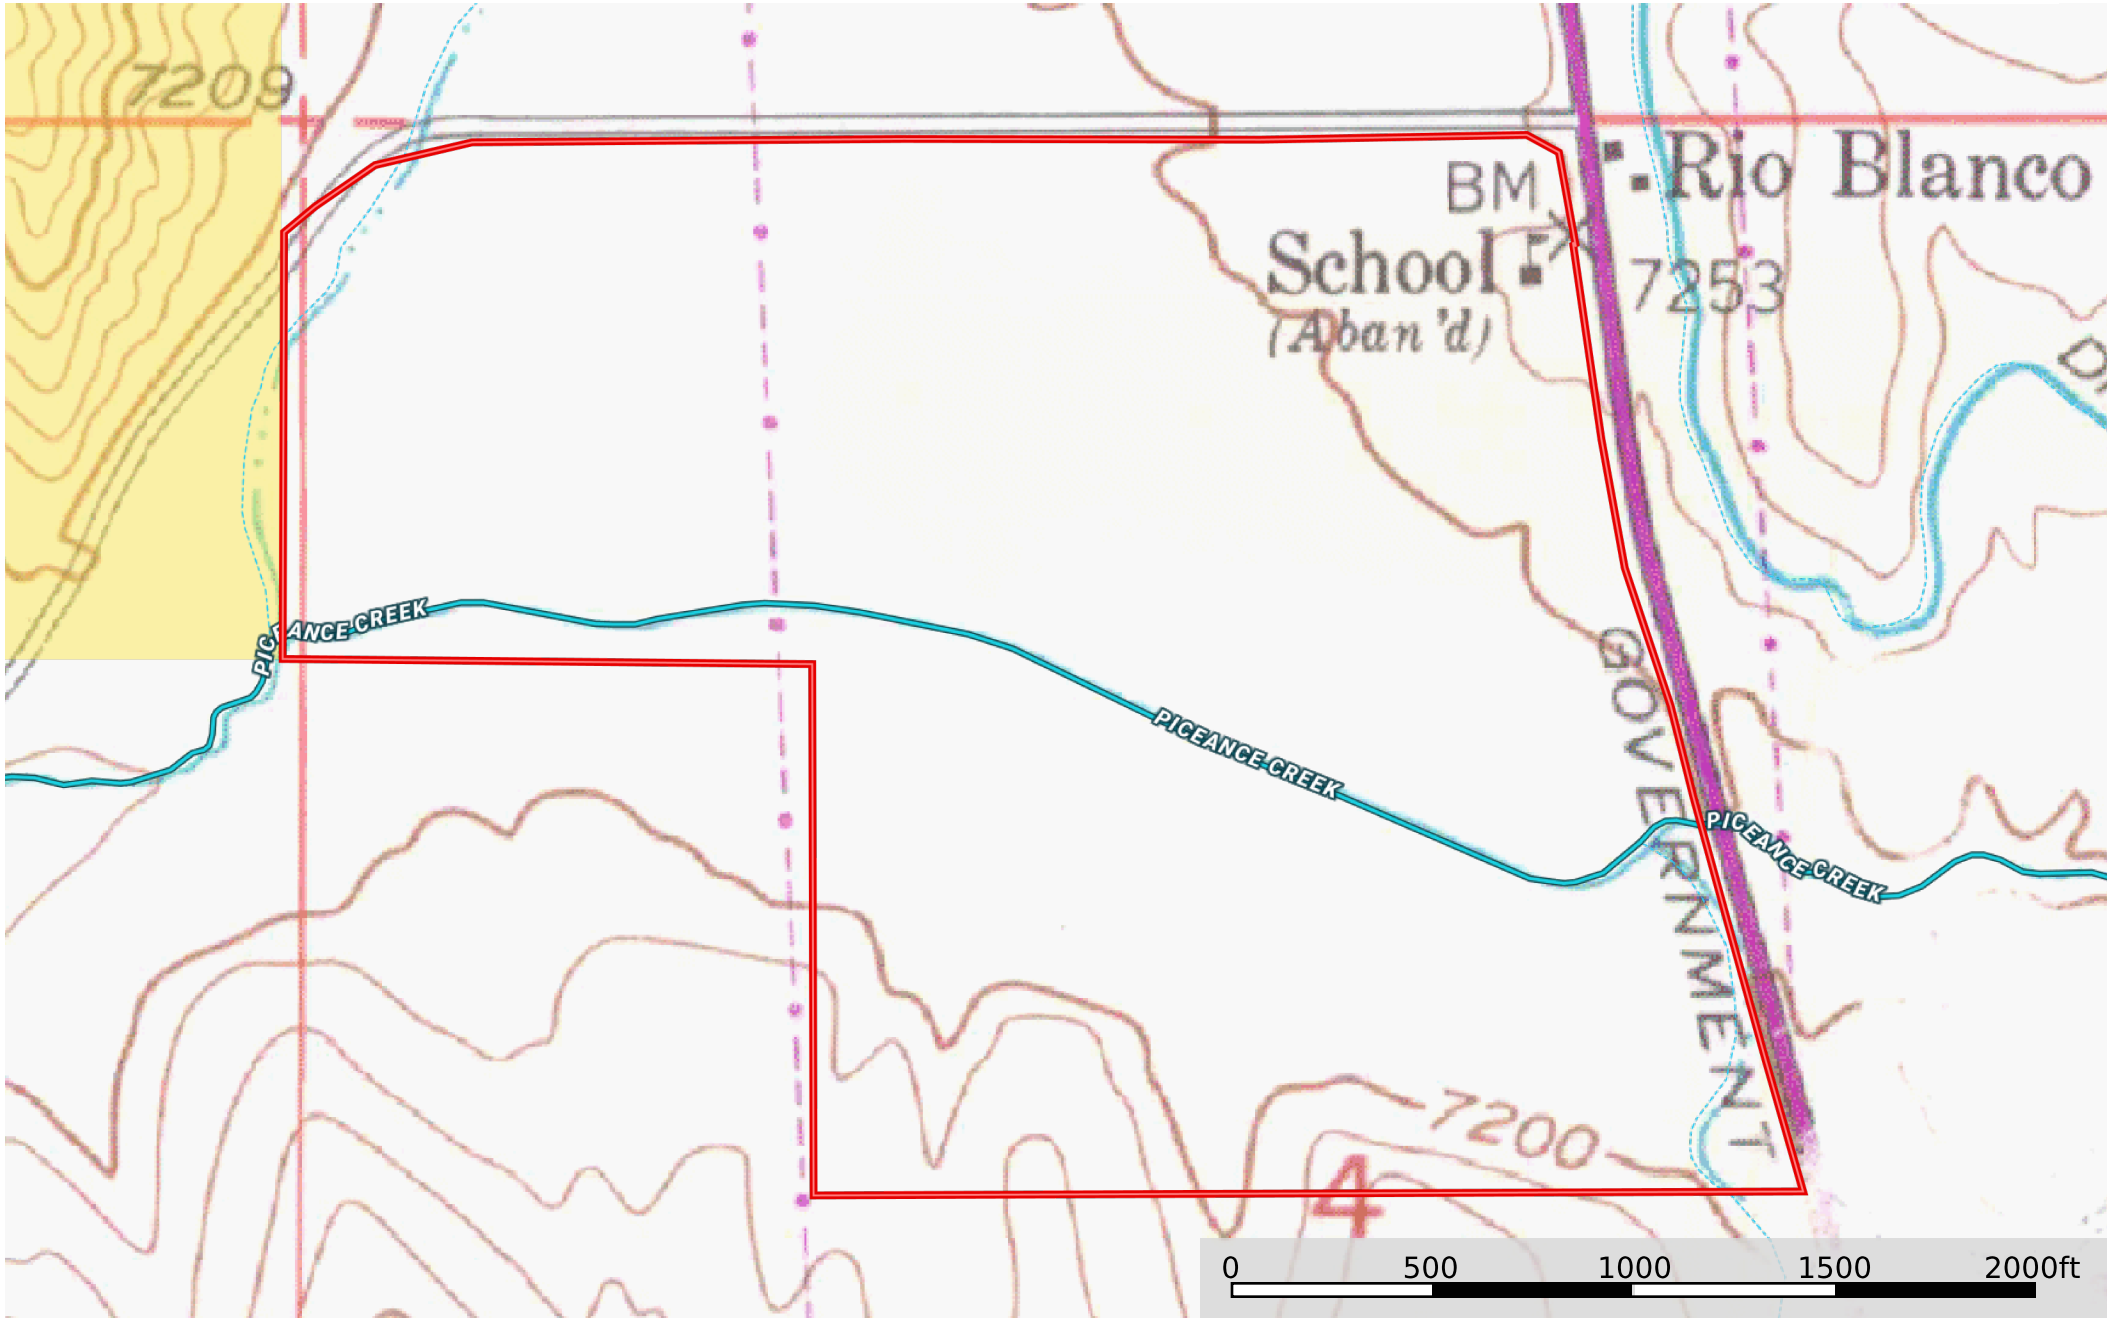 7209
Rio Blanco
BM
School
(Aban'd)
7253
PICEANCE CREEK
PICEANCE CREEK
PICEANCE CREEK
GOVERNMENT
7200
4
0 500 1000 1500 2000ft